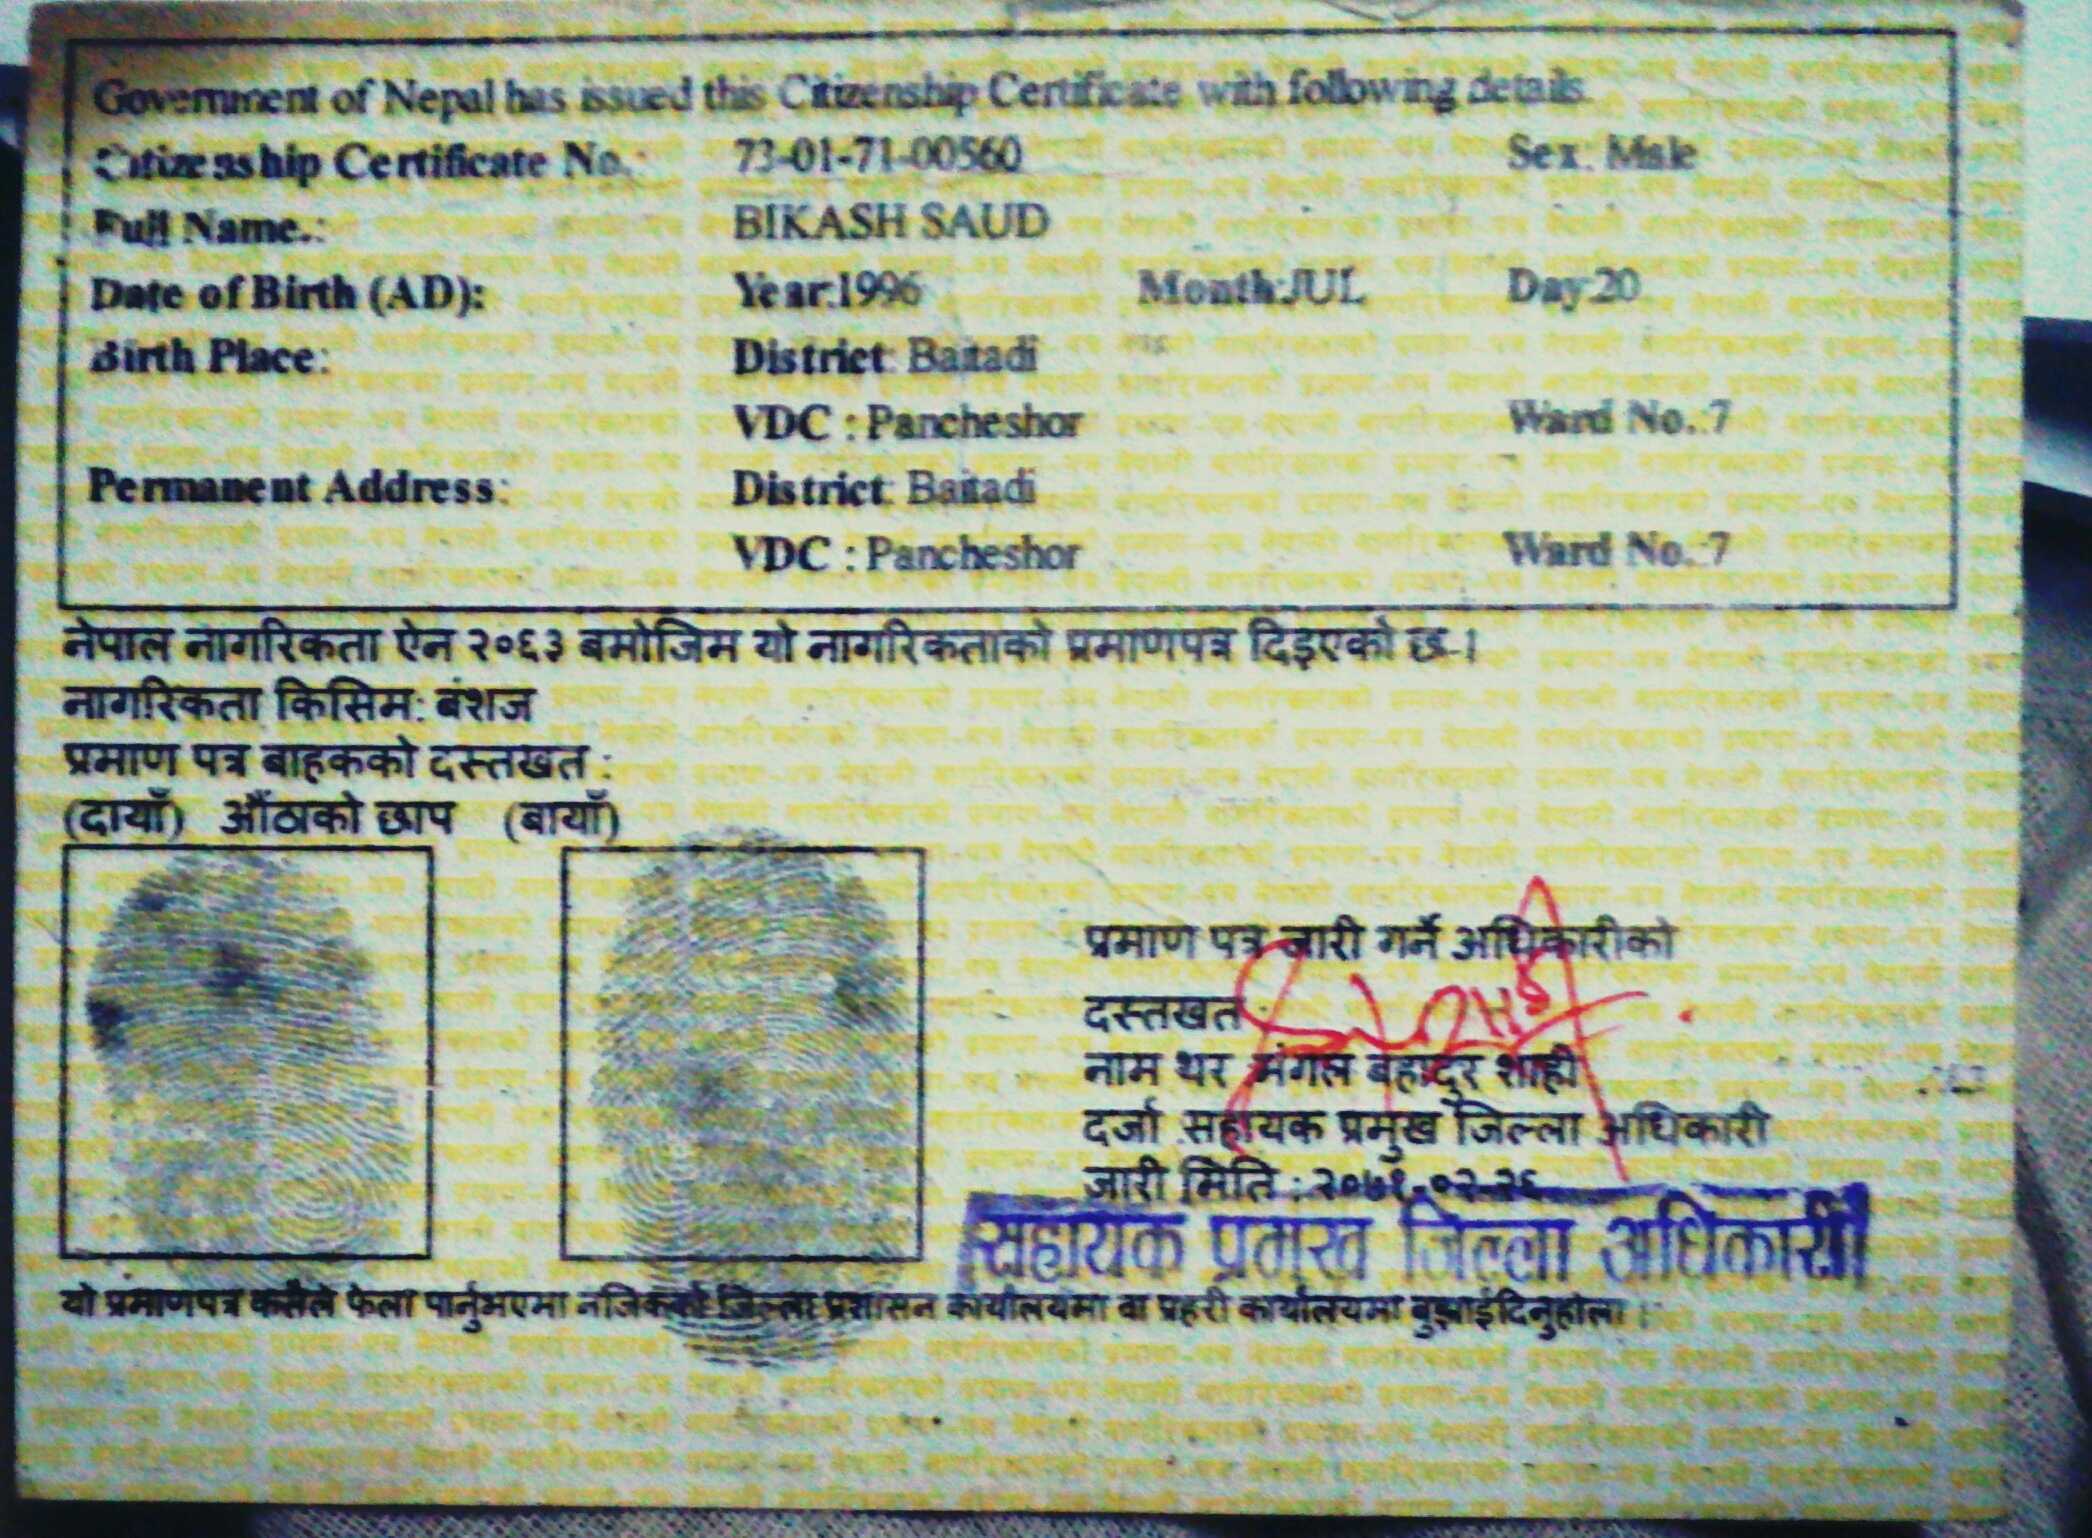 Government of Nepal has issued this Citizenship Certificate with following details.
Citizenship Certificate No.: 73-01-71-00560 Sex: Male
Full Name.: BIKASH SAUD
Date of Birth (AD): Year:1996 Month:JUL Day:20
Birth Place: District: Baitadi
VDC : Pancheshor Ward No.:7
Permanent Address: District: Baitadi
VDC : Pancheshor Ward No.:7
नेपाल नागरिकता ऐन २०६३ बमोजिम यो नागरिकताको प्रमाणपत्र दिइएको छ-।
नागरिकता किसिम: बंशज
प्रमाण पत्र बाहकको दस्तखत :
(दायाँ) औंठाको छाप (बायाँ)
प्रमाण पत्र जारी गर्ने अधिकारीको
दस्तखत :
नाम थर मंगल बहादुर शाही
दर्जा सहायक प्रमुख जिल्ला अधिकारी
जारी मिति : २०७१-०२-२६
सहायक प्रमुख जिल्ला अधिकारी
यो प्रमाणपत्र कसैले फेला पार्नुभएमा नजिकको जिल्ला प्रशासन कार्यालयमा वा प्रहरी कार्यालयमा बुझाईदिनुहोला ।